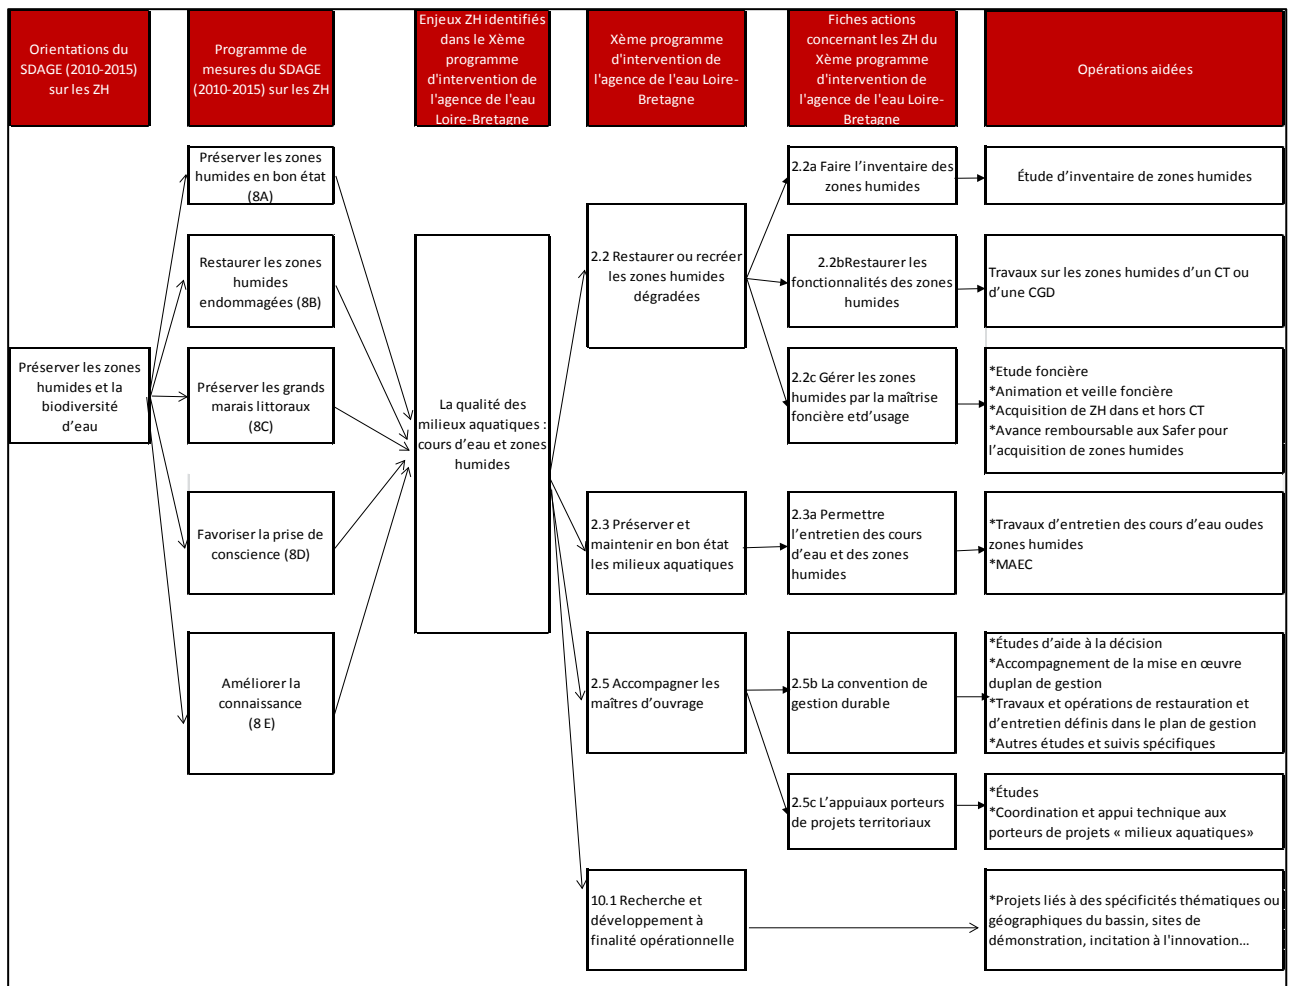 Orientations du
SDAGE (2010-2015)
sur les ZH
Programme de
mesures du SDAGE
(2010-2015) sur les ZH
Enjeux ZH identifiés
dans le Xème
programme
d'intervention de
l'agence de l'eau
Loire-Bretagne
Xème programme
d'intervention de
l'agence de l'eau Loire-
Bretagne
Fiches actions
concernant les ZH du
Xème programme
d'intervention de
l'agence de l'eau Loire-
Bretagne
Opérations aidées
Préserver les zones
humides et la
biodiversité
d’eau
Préserver les zones
humides en bon état
(8A)
Restaurer les zones
humides
endommagées (8B)
Préserver les grands
marais littoraux
(8C)
Favoriser la prise de
conscience (8D)
Améliorer la
connaissance
(8 E)
La qualité des
milieux aquatiques :
cours d’eau et zones
humides
2.2 Restaurer ou recréer
les zones humides
dégradées
2.3 Préserver et
maintenir en bon état
les milieux aquatiques
2.5 Accompagner les
maîtres d’ouvrage
10.1 Recherche et
développement à
finalité opérationnelle
2.2a Faire l’inventaire des
zones humides
2.2bRestaurer les
fonctionnalités des zones
humides
2.2c Gérer les zones
humides par la maîtrise
foncière etd’usage
2.3a Permettre
l’entretien des cours
d’eau et des zones
humides
2.5b La convention de
gestion durable
2.5c L’appuiaux porteurs
de projets territoriaux
Étude d’inventaire de zones humides
Travaux sur les zones humides d’un CT ou
d’une CGD
*Etude foncière
*Animation et veille foncière
*Acquisition de ZH dans et hors CT
*Avance remboursable aux Safer pour
l’acquisition de zones humides
*Travaux d’entretien des cours d’eau oudes
zones humides
*MAEC
*Études d’aide à la décision
*Accompagnement de la mise en œuvre
duplan de gestion
*Travaux et opérations de restauration et
d’entretien définis dans le plan de gestion
*Autres études et suivis spécifiques
*Études
*Coordination et appui technique aux
porteurs de projets « milieux aquatiques»
*Projets liés à des spécificités thématiques ou
géographiques du bassin, sites de
démonstration, incitation à l'innovation…